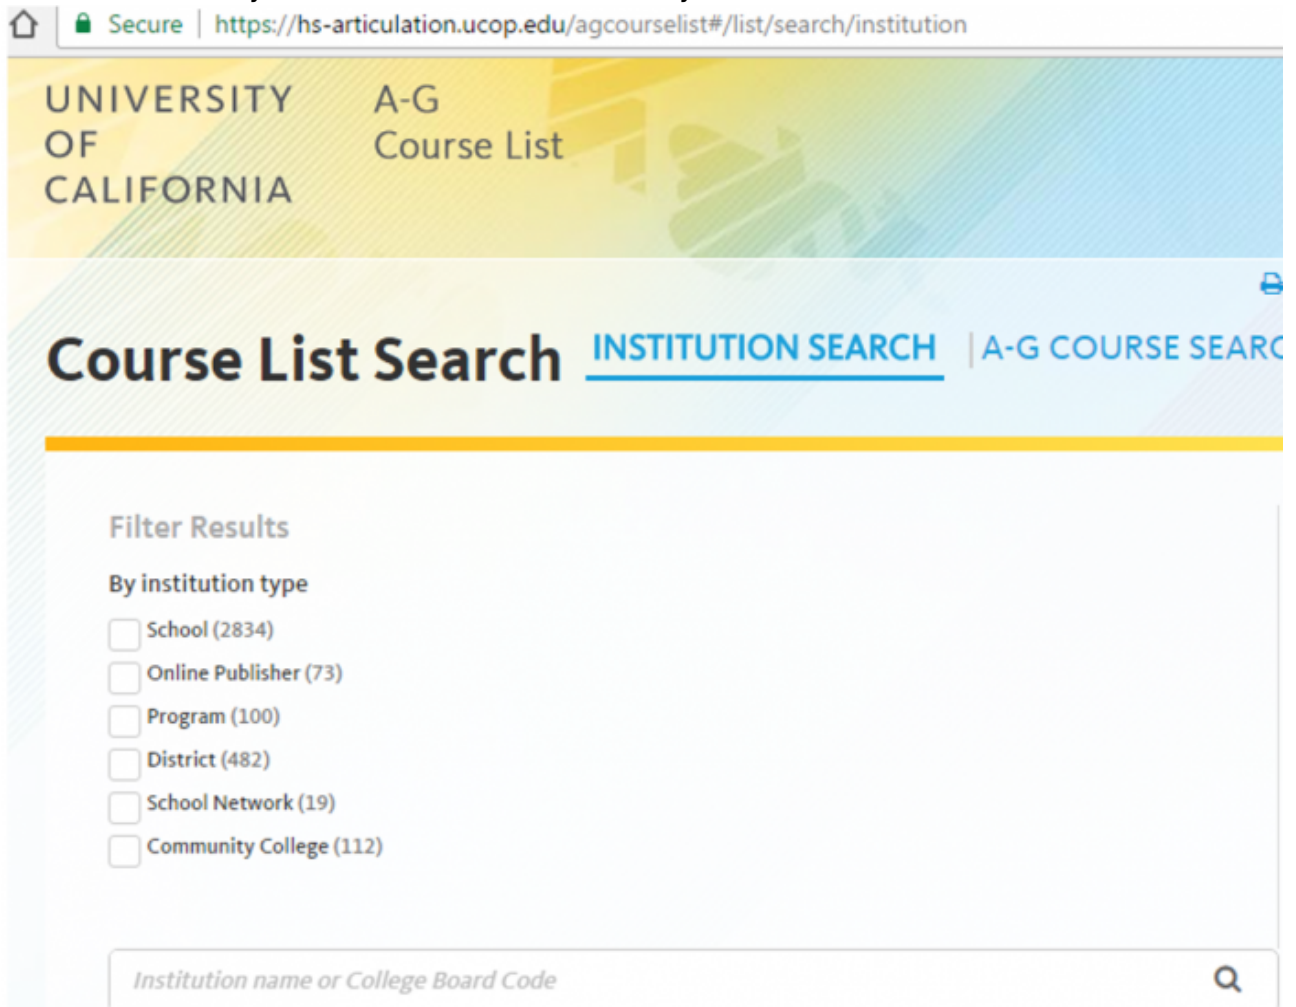 Secure | https://hs-articulation.ucop.edu/agcourselist#/list/search/institution
UNIVERSITY
OF
CALIFORNIA
A-G
Course List
Course List Search
INSTITUTION SEARCH | A-G COURSE SEARC
Filter Results
By institution type
School (2834)
Online Publisher (73)
Program (100)
District (482)
School Network (19)
Community College (112)
Institution name or College Board Code